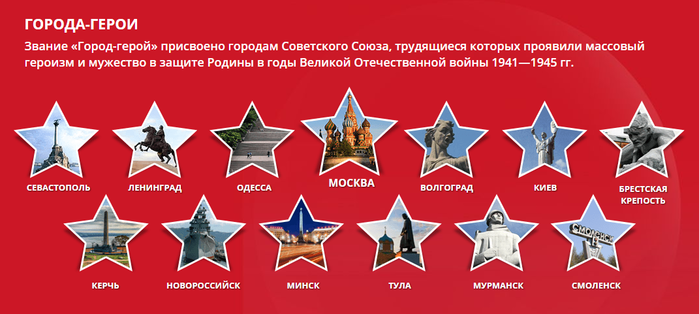 ГОРОДА-ГЕРОИ
Звание «Город-герой» присвоено городам Советского Союза, трудящиеся которых проявили массовый
героизм и мужество в защите Родины в годы Великой Отечественной войны 1941—1945 гг.
СЕВАСТОПОЛЬ
ЛЕНИНГРАД
ОДЕССА
МОСКВА
ВОЛГОГРАД
КИЕВ
БРЕСТСКАЯ
КРЕПОСТЬ
КЕРЧЬ
НОВОРОССИЙСК
МИНСК
ТУЛА
МУРМАНСК
СМОЛЕНСК
СМОЛЕНСК